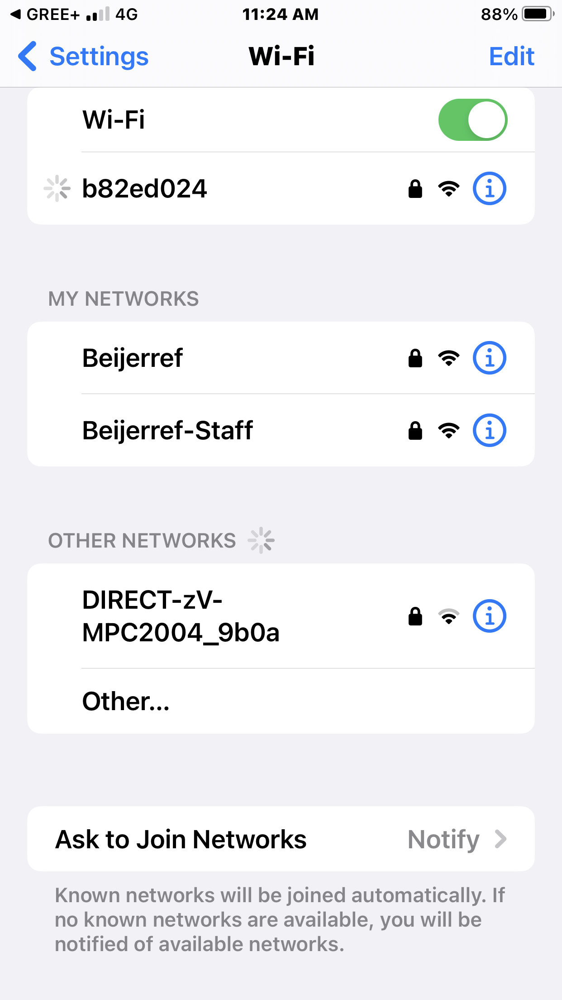 GREE+ 4G 11:24 AM 88%
Settings Wi-Fi Edit
Wi-Fi
b82ed024
MY NETWORKS
Beijerref
Beijerref-Staff
OTHER NETWORKS
DIRECT-zV-
MPC2004_9b0a
Other...
Ask to Join Networks Notify
Known networks will be joined automatically. If
no known networks are available, you will be
notified of available networks.